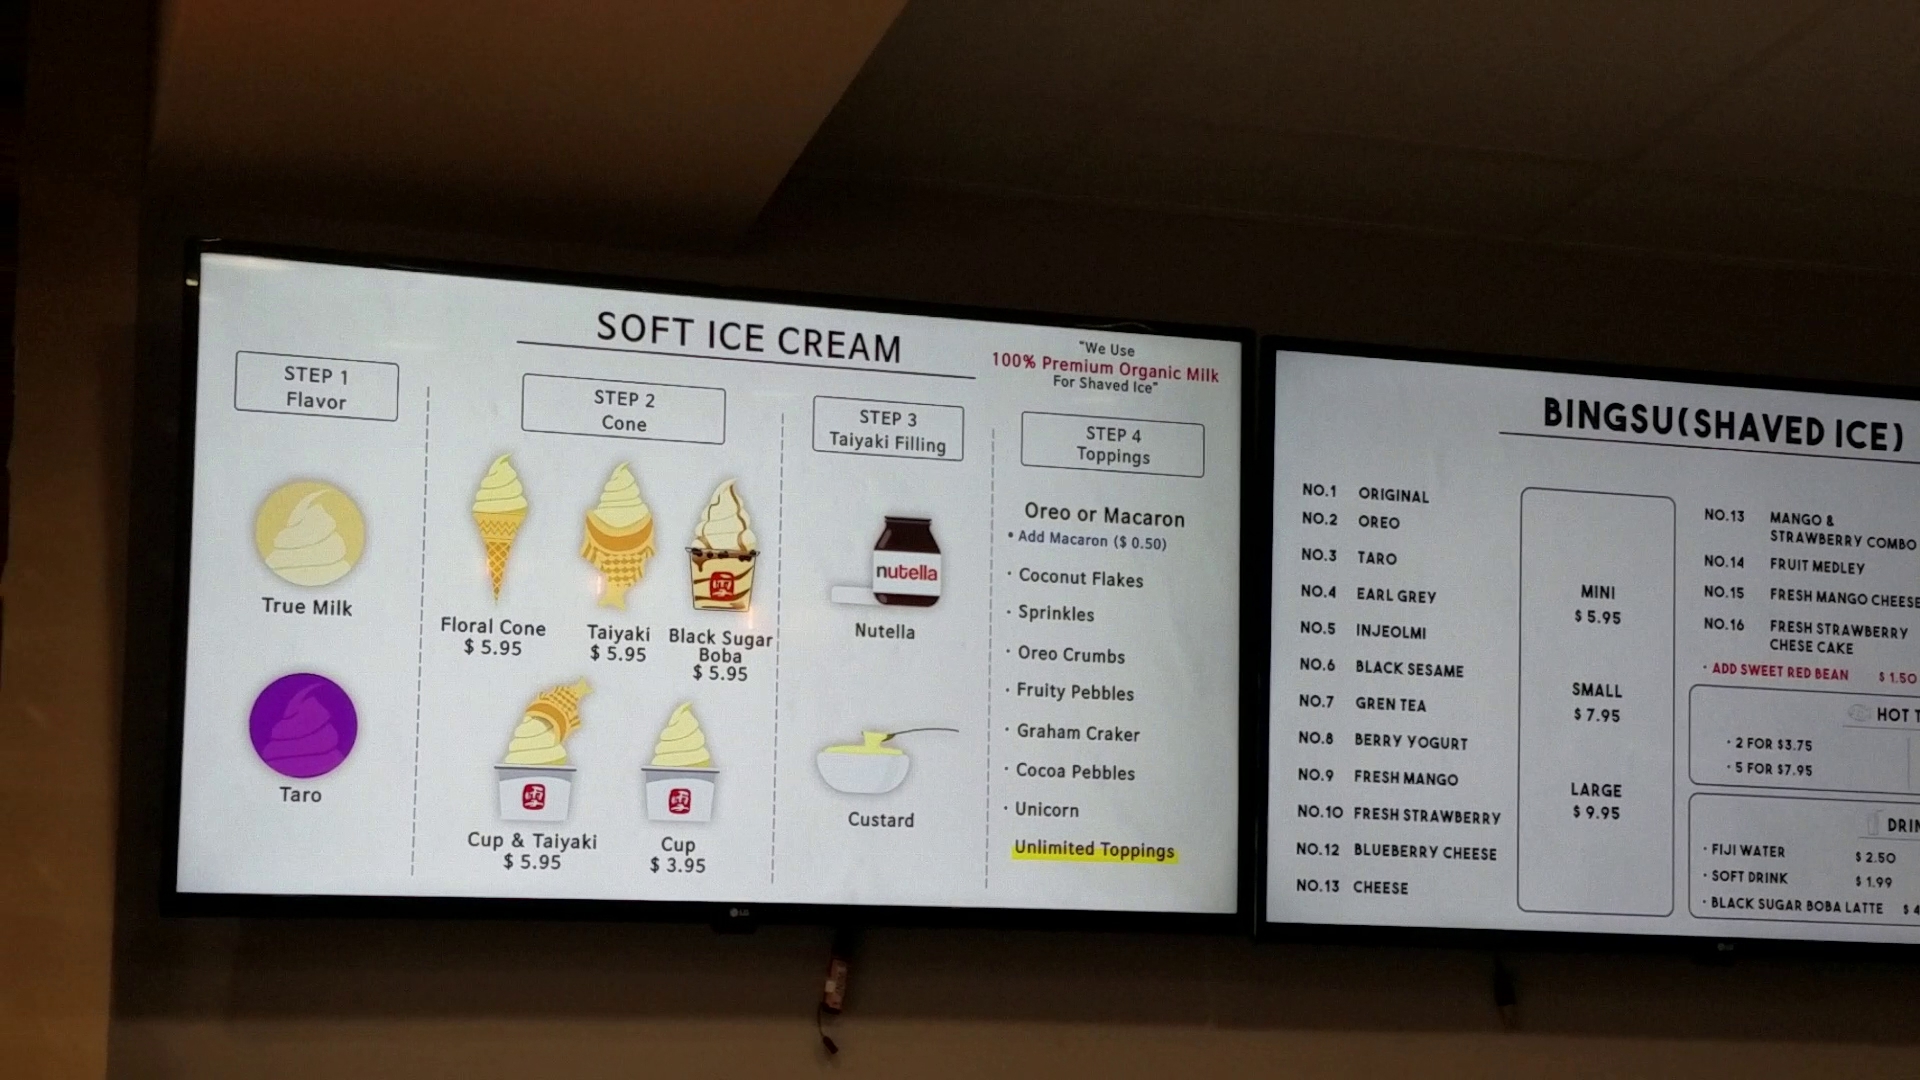 SOFT ICE CREAM
"We Use
100% Premium Organic Milk
For Shaved Ice"
STEP 1
Flavor
True Milk
Taro
STEP 2
Cone
Floral Cone
$ 5.95
Taiyaki
$ 5.95
Black Sugar
Boba
$ 5.95
Cup & Taiyaki
$ 5.95
Cup
$ 3.95
STEP 3
Taiyaki Filling
nutella
Nutella
Custard
STEP 4
Toppings
Oreo or Macaron
• Add Macaron ($ 0.50)
· Coconut Flakes
· Sprinkles
· Oreo Crumbs
· Fruity Pebbles
· Graham Craker
· Cocoa Pebbles
· Unicorn
Unlimited Toppings
LG
BINGSU(SHAVED ICE)
NO.1 ORIGINAL
NO.2 OREO
NO.3 TARO
NO.4 EARL GREY
NO.5 INJEOLMI
NO.6 BLACK SESAME
NO.7 GREN TEA
NO.8 BERRY YOGURT
NO.9 FRESH MANGO
NO.10 FRESH STRAWBERRY
NO.12 BLUEBERRY CHEESE
NO.13 CHEESE
MINI
$ 5.95
SMALL
$ 7.95
LARGE
$ 9.95
NO.13 MANGO &
STRAWBERRY COMBO
NO.14 FRUIT MEDLEY
NO.15 FRESH MANGO CHEESE
NO.16 FRESH STRAWBERRY
CHESE CAKE
· ADD SWEET RED BEAN $ 1.50
HOT T
· 2 FOR $3.75
· 5 FOR $7.95
DRIN
· FIJI WATER $ 2.50
· SOFT DRINK $ 1.99
· BLACK SUGAR BOBA LATTE $ 4